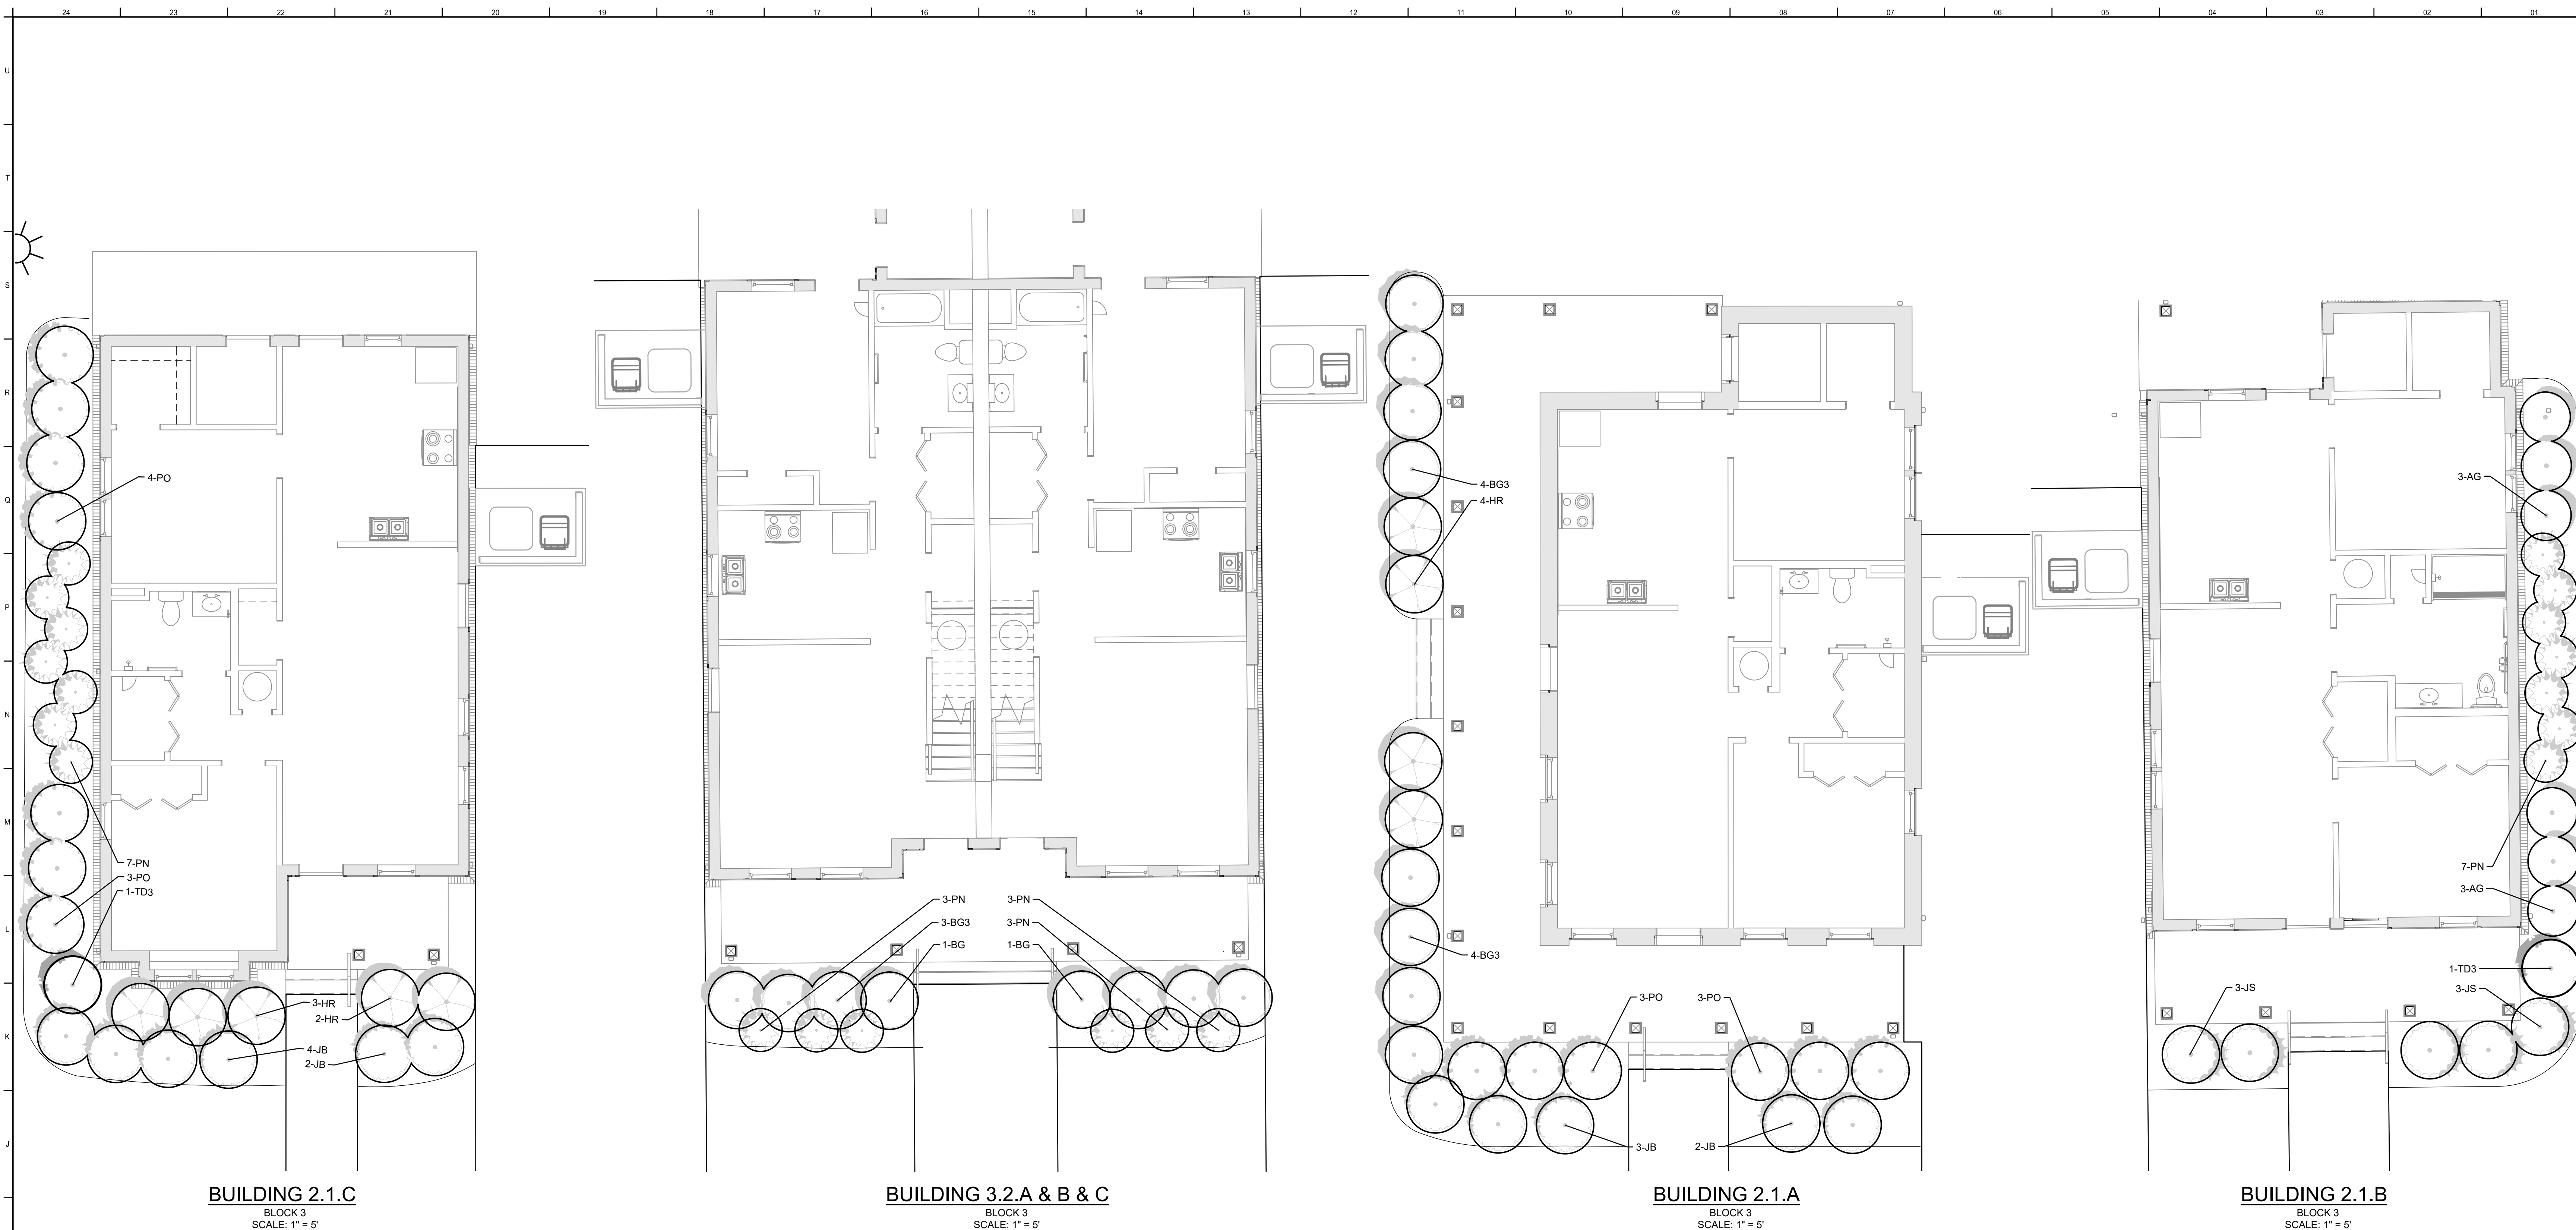 24 23 22 21 20 19 18 17 16 15 14 13 12 11 10 09 08 07 06 05 04 03 02 01
U
T
S
R
Q
P
N
M
L
K
J
4-PO
7-PN
3-PO
1-TD3
3-HR
2-HR
4-JB
2-JB
BUILDING 2.1.C
BLOCK 3
SCALE: 1" = 5'
3-PN
3-BG3
1-BG
3-PN
3-PN
1-BG
BUILDING 3.2.A & B & C
BLOCK 3
SCALE: 1" = 5'
4-BG3
4-HR
4-BG3
3-PO
3-PO
3-JB
2-JB
BUILDING 2.1.A
BLOCK 3
SCALE: 1" = 5'
3-AG
7-PN
3-AG
1-TD3
3-JS
3-JS
BUILDING 2.1.B
BLOCK 3
SCALE: 1" = 5'